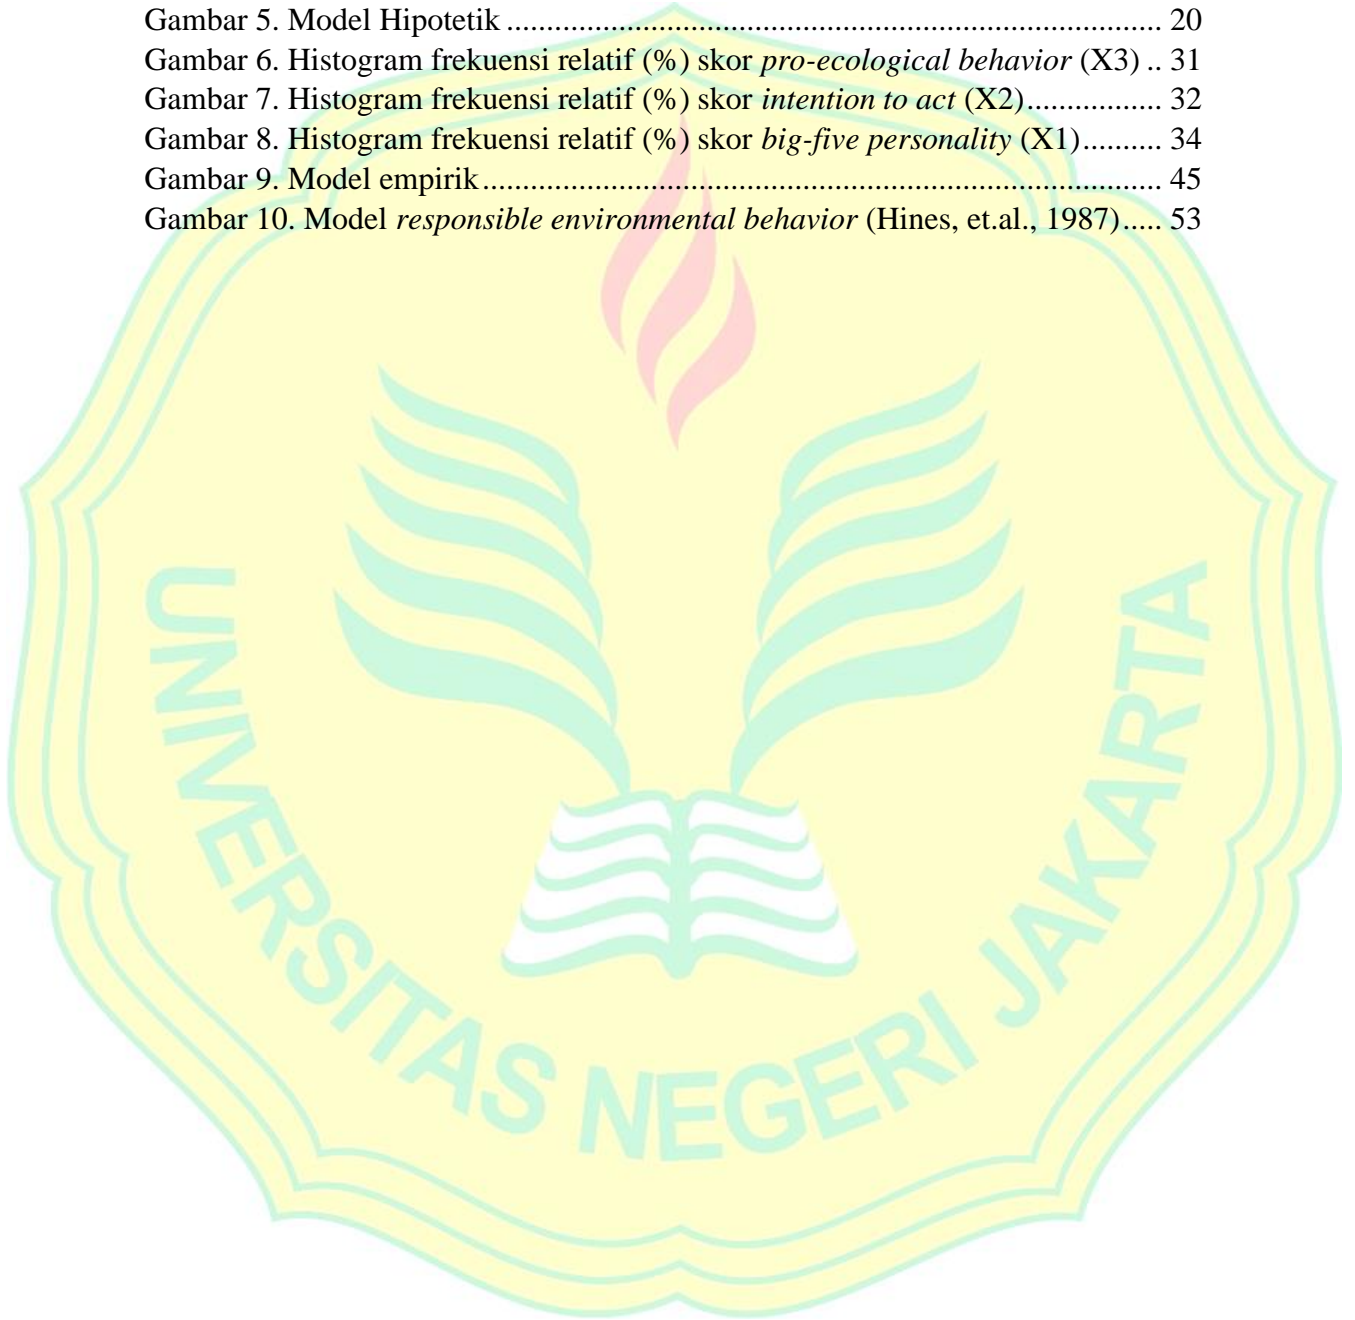 Gambar 5. Model Hipotetik .................................................................................. 20
Gambar 6. Histogram frekuensi relatif (%) skor pro-ecological behavior (X3) .. 31
Gambar 7. Histogram frekuensi relatif (%) skor intention to act (X2)................. 32
Gambar 8. Histogram frekuensi relatif (%) skor big-five personality (X1).......... 34
Gambar 9. Model empirik..................................................................................... 45
Gambar 10. Model responsible environmental behavior (Hines, et.al., 1987)..... 53
UNIVERSITAS NEGERI JAKARTA